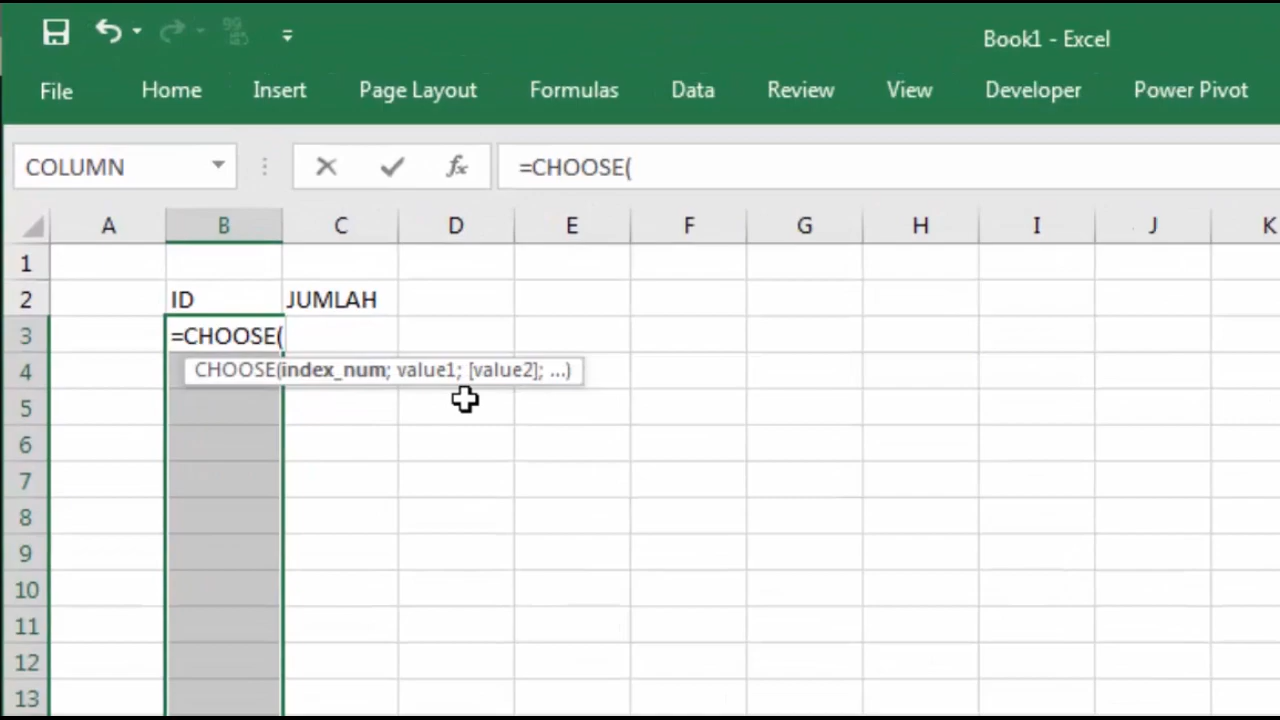 Book1 - Excel
File Home Insert Page Layout Formulas Data Review View Developer Power Pivot
COLUMN fx =CHOOSE(
A B C D E F G H I J K
1
2 ID JUMLAH
3 =CHOOSE(
4 CHOOSE(index_num; value1; [value2]; ...)
5
6
7
8
9
10
11
12
13